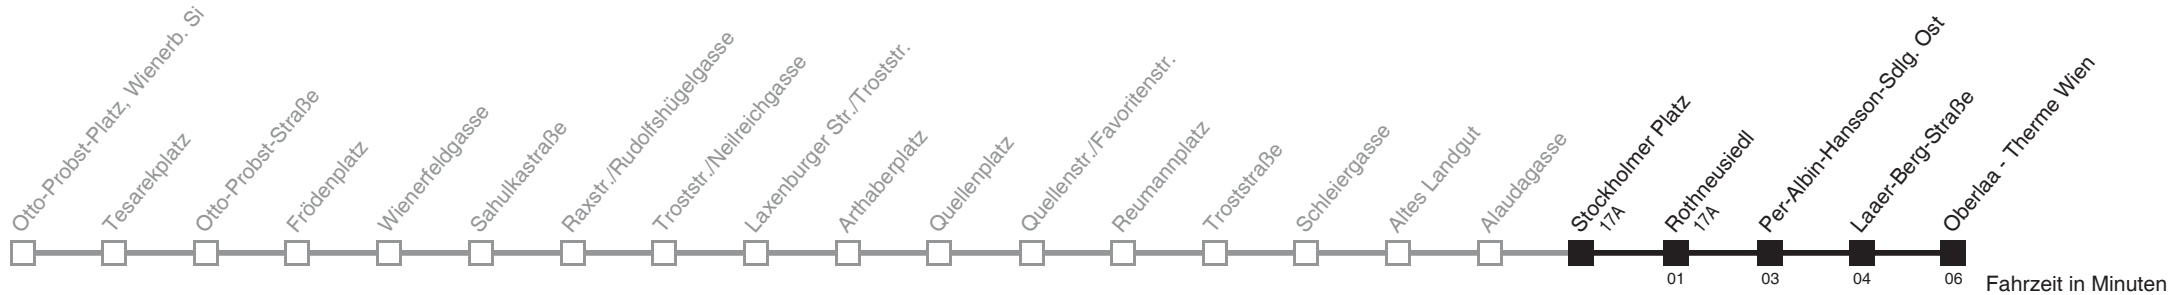 Otto-Probst-Platz, Wienerb. Si
Tesarekplatz
Otto-Probst-Straße
Frödenplatz
Wienerfeldgasse
Sahulkastraße
Raxstr./Rudolfshügelgasse
Troststr./Neilreichgasse
Laxenburger Str./Troststr.
Arthaberplatz
Quellenplatz
Quellenstr./Favoritenstr.
Reumannplatz
Troststraße
Schleiergasse
Altes Landgut
Alaudagasse
Stockholmer Platz
17A
Rothneusiedl
17A
Per-Albin-Hansson-Sdlg. Ost
Laaer-Berg-Straße
Oberlaa - Therme Wien
01
03
04
06
Fahrzeit in Minuten